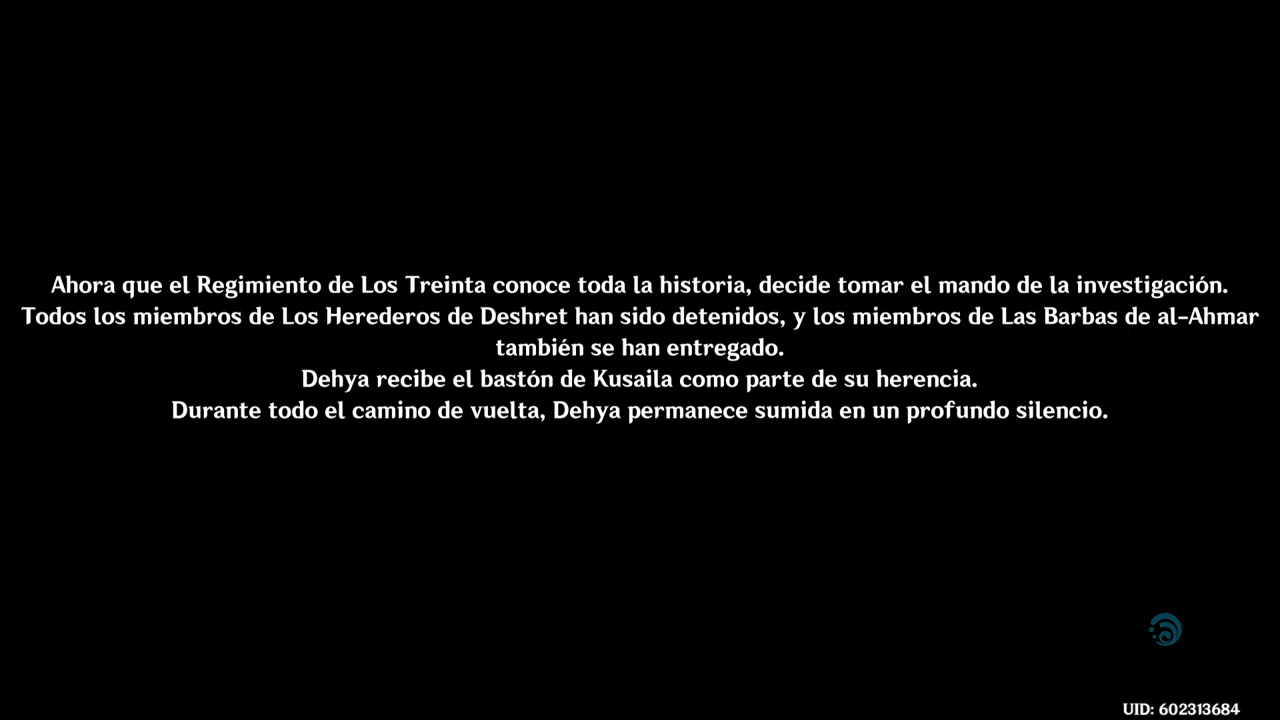 Ahora que el Regimiento de Los Treinta conoce toda la historia, decide tomar el mando de la investigación.
Todos los miembros de Los Herederos de Deshret han sido detenidos, y los miembros de Las Barbas de al-Ahmar
también se han entregado.
Dehya recibe el bastón de Kusaila como parte de su herencia.
Durante todo el camino de vuelta, Dehya permanece sumida en un profundo silencio.
UID: 602313684